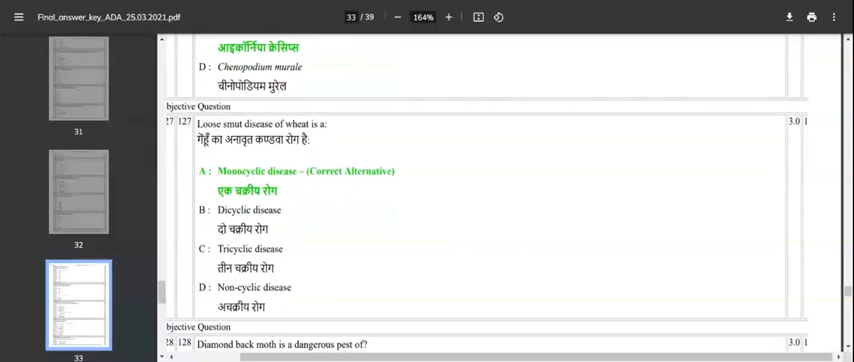 Final_answer_key_ADA_25.03.2021.pdf
33 / 39
164%
आइकॉर्निया क्रेसिप्स
D : Chenopodium murale
चीनोपोडियम मुरेल
bjective Question
27 127 Loose smut disease of wheat is a: 3.0 1
गेंहूँ का अनावृत कण्डवा रोग है:
A : Monocyclic disease – (Correct Alternative)
एक चक्रीय रोग
B : Dicyclic disease
दो चक्रीय रोग
C : Tricyclic disease
तीन चक्रीय रोग
D : Non-cyclic disease
अचक्रीय रोग
bjective Question
28 128 Diamond back moth is a dangerous pest of? 3.0 1
31
32
33